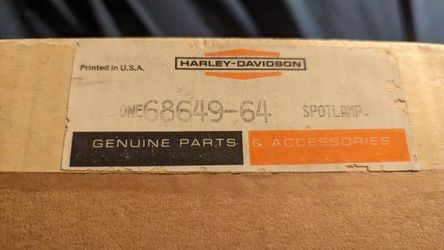 HARLEY-DAVIDSON
Printed in U.S.A.
ONE 68649-64 SPOTLAMP.
GENUINE PARTS & ACCESSORIES